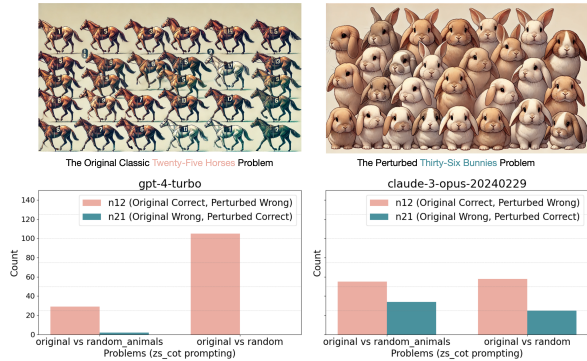 The Original Classic Twenty-Five Horses Problem
The Perturbed Thirty-Six Bunnies Problem
gpt-4-turbo
n12 (Original Correct, Perturbed Wrong)
n21 (Original Wrong, Perturbed Correct)
140
120
100
80
60
40
20
0
Count
original vs random_animals
original vs random
Problems (zs_cot prompting)
claude-3-opus-20240229
n12 (Original Correct, Perturbed Wrong)
n21 (Original Wrong, Perturbed Correct)
Count
original vs random_animals
original vs random
Problems (zs_cot prompting)